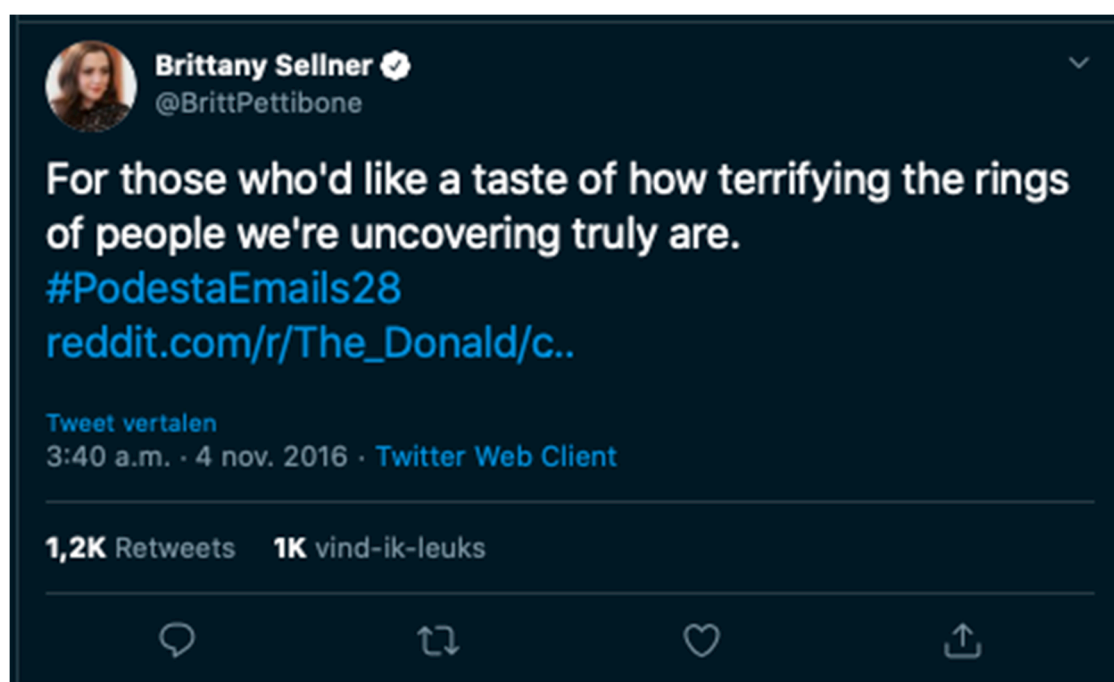 Brittany Sellner
@BrittPettibone
For those who'd like a taste of how terrifying the rings
of people we're uncovering truly are.
#PodestaEmails28
reddit.com/r/The_Donald/c..
Tweet vertalen
3:40 a.m. · 4 nov. 2016 · Twitter Web Client
1,2K Retweets 1K vind-ik-leuks